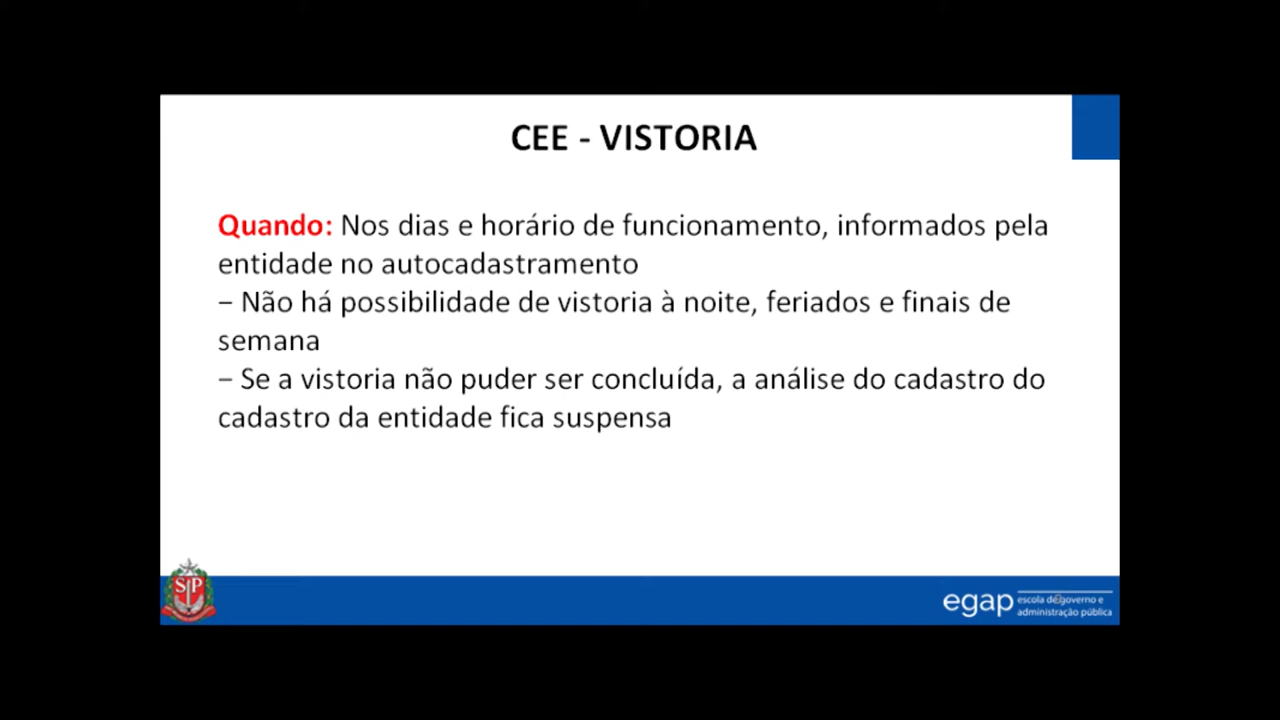 CEE - VISTORIA
Quando: Nos dias e horário de funcionamento, informados pela
entidade no autocadastramento
− Não há possibilidade de vistoria à noite, feriados e finais de
semana
− Se a vistoria não puder ser concluída, a análise do cadastro do
cadastro da entidade fica suspensa
SP
egap
escola de governo e
administração pública